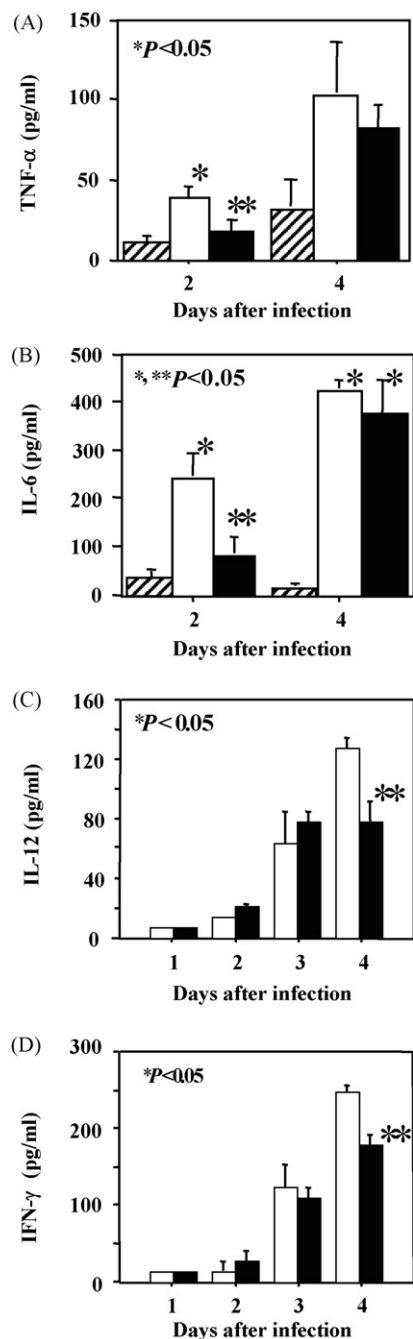 (A)
150
*P<0.05
100
50
0
TNF-α (pg/ml)
*
**
2 4
Days after infection
(B)
500
*, **P<0.05
400
300
200
100
0
IL-6 (pg/ml)
*
**
*
*
2 4
Days after infection
(C)
160
*P< 0.05
120
80
40
0
IL-12 (pg/ml)
**
1 2 3 4
Days after infection
(D)
300
*P<0.05
200
100
0
IFN-γ (pg/ml)
**
1 2 3 4
Days after infection